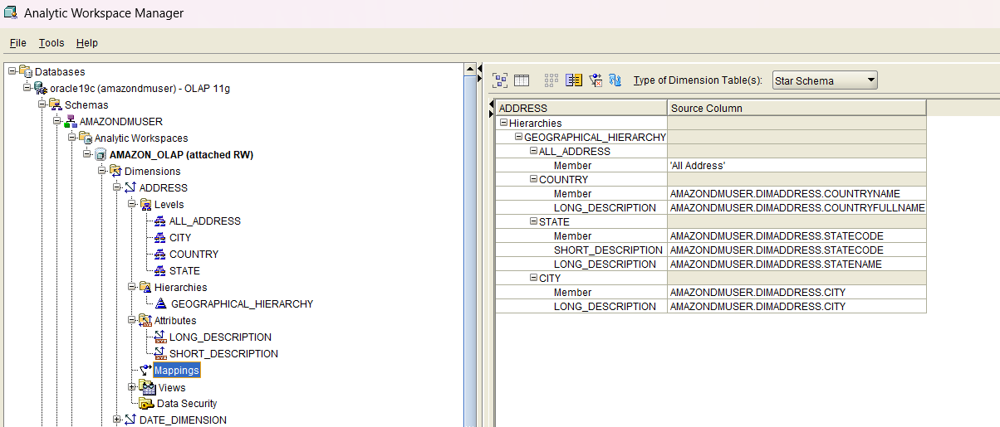 Analytic Workspace Manager
File Tools Help
Databases
oracle19c (amazondmuser) - OLAP 11g
Schemas
AMAZONDMUSER
Analytic Workspaces
AMAZON_OLAP (attached RW)
Dimensions
ADDRESS
Levels
ALL_ADDRESS
CITY
COUNTRY
STATE
Hierarchies
GEOGRAPHICAL_HIERARCHY
Attributes
LONG_DESCRIPTION
SHORT_DESCRIPTION
Mappings
Views
Data Security
DATE_DIMENSION
Type of Dimension Table(s): Star Schema
ADDRESS Source Column
Hierarchies
GEOGRAPHICAL_HIERARCHY
ALL_ADDRESS
Member 'All Address'
COUNTRY
Member AMAZONDMUSER.DIMADDRESS.COUNTRYNAME
LONG_DESCRIPTION AMAZONDMUSER.DIMADDRESS.COUNTRYFULLNAME
STATE
Member AMAZONDMUSER.DIMADDRESS.STATECODE
SHORT_DESCRIPTION AMAZONDMUSER.DIMADDRESS.STATECODE
LONG_DESCRIPTION AMAZONDMUSER.DIMADDRESS.STATENAME
CITY
Member AMAZONDMUSER.DIMADDRESS.CITY
LONG_DESCRIPTION AMAZONDMUSER.DIMADDRESS.CITY